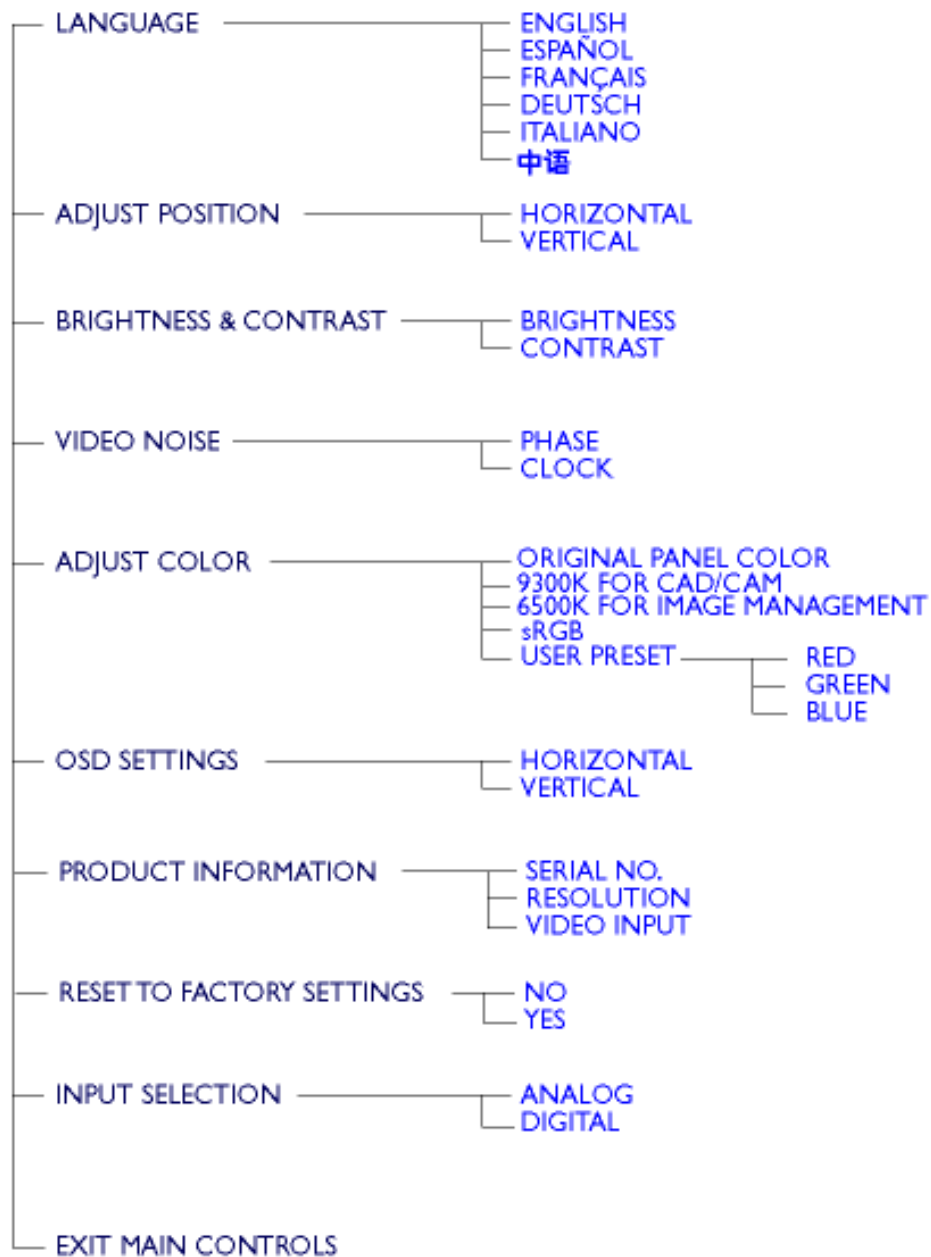 LANGUAGE
ENGLISH
ESPAÑOL
FRANÇAIS
DEUTSCH
ITALIANO
中语
ADJUST POSITION
HORIZONTAL
VERTICAL
BRIGHTNESS & CONTRAST
BRIGHTNESS
CONTRAST
VIDEO NOISE
PHASE
CLOCK
ADJUST COLOR
ORIGINAL PANEL COLOR
9300K FOR CAD/CAM
6500K FOR IMAGE MANAGEMENT
sRGB
USER PRESET
RED
GREEN
BLUE
OSD SETTINGS
HORIZONTAL
VERTICAL
PRODUCT INFORMATION
SERIAL NO.
RESOLUTION
VIDEO INPUT
RESET TO FACTORY SETTINGS
NO
YES
INPUT SELECTION
ANALOG
DIGITAL
EXIT MAIN CONTROLS